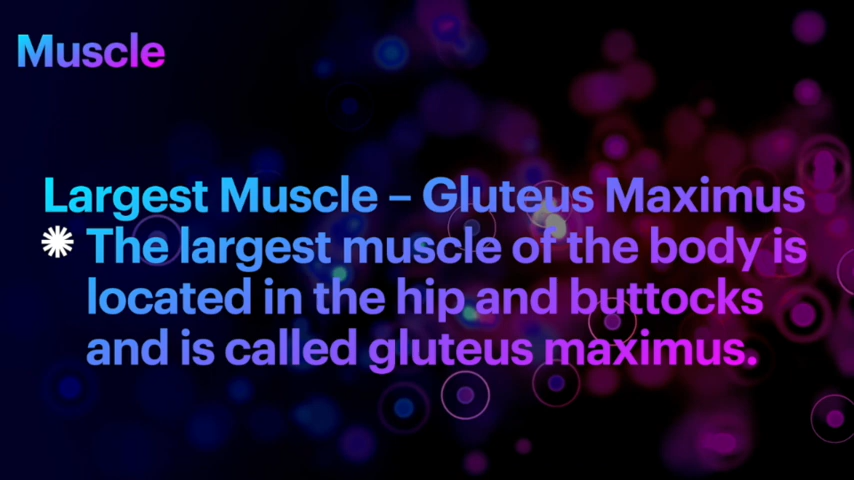 Muscle
Largest Muscle – Gluteus Maximus
The largest muscle of the body is
located in the hip and buttocks
and is called gluteus maximus.